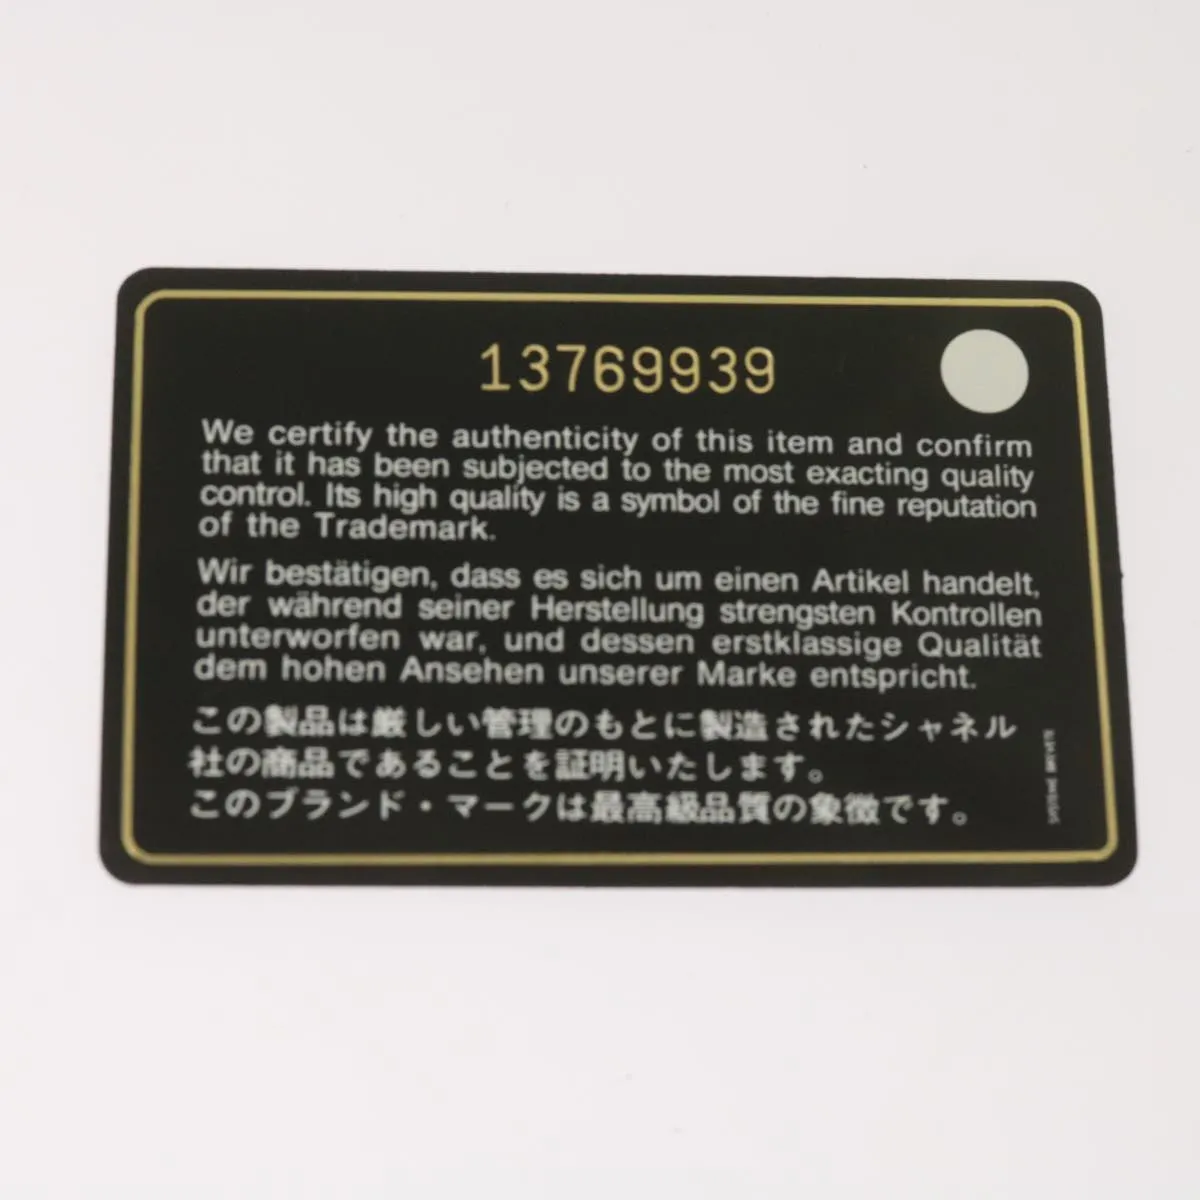 13769939
We certify the authenticity of this item and confirm
that it has been subjected to the most exacting quality
control. Its high quality is a symbol of the fine reputation
of the Trademark.
Wir bestätigen, dass es sich um einen Artikel handelt,
der während seiner Herstellung strengsten Kontrollen
unterworfen war, und dessen erstklassige Qualität
dem hohen Ansehen unserer Marke entspricht.
この製品は厳しい管理のもとに製造されたシャネル
社の商品であることを証明いたします。
このブランド・マークは最高級品質の象徴です。